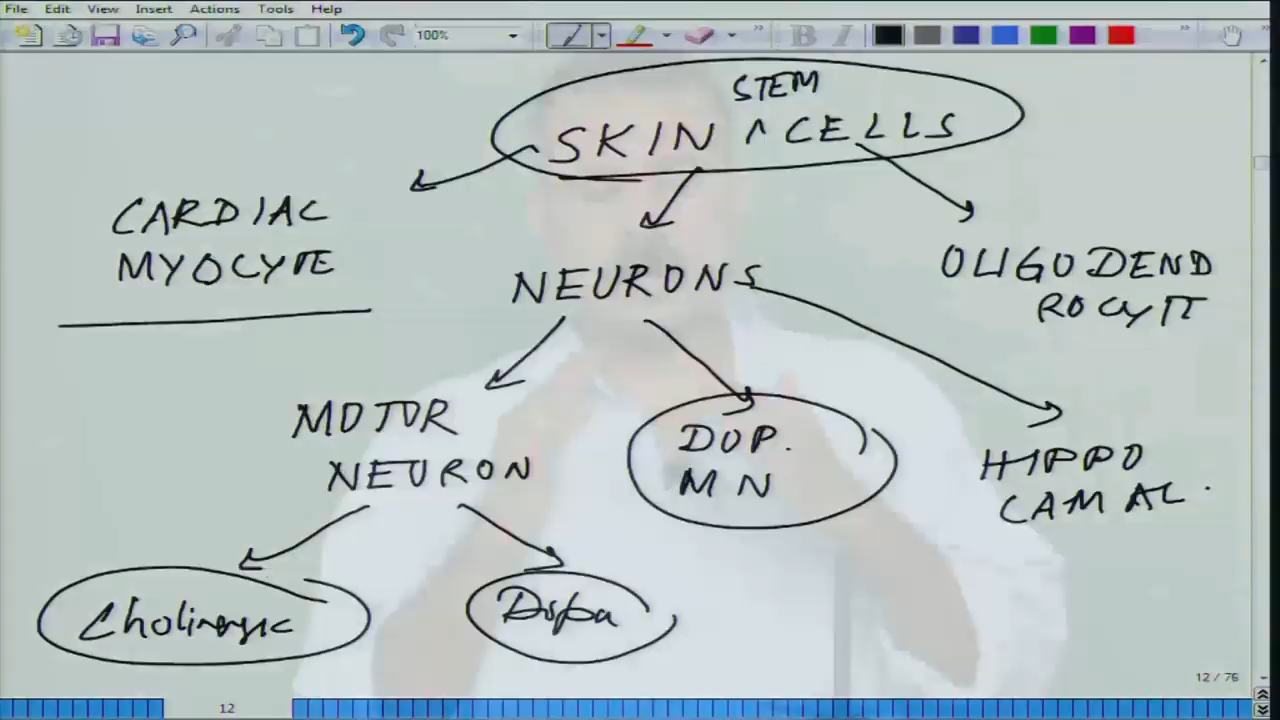 File Edit View Insert Actions Tools Help
100%
STEM
SKIN ^ CELLS
CARDIAC
MYOCYTE
NEURONS
OLIGODEND
ROCYTE
MOTOR
NEURON
DOP.
MN
HIPPO
CAMAL.
Cholinergic
Dopa
12 / 76
12